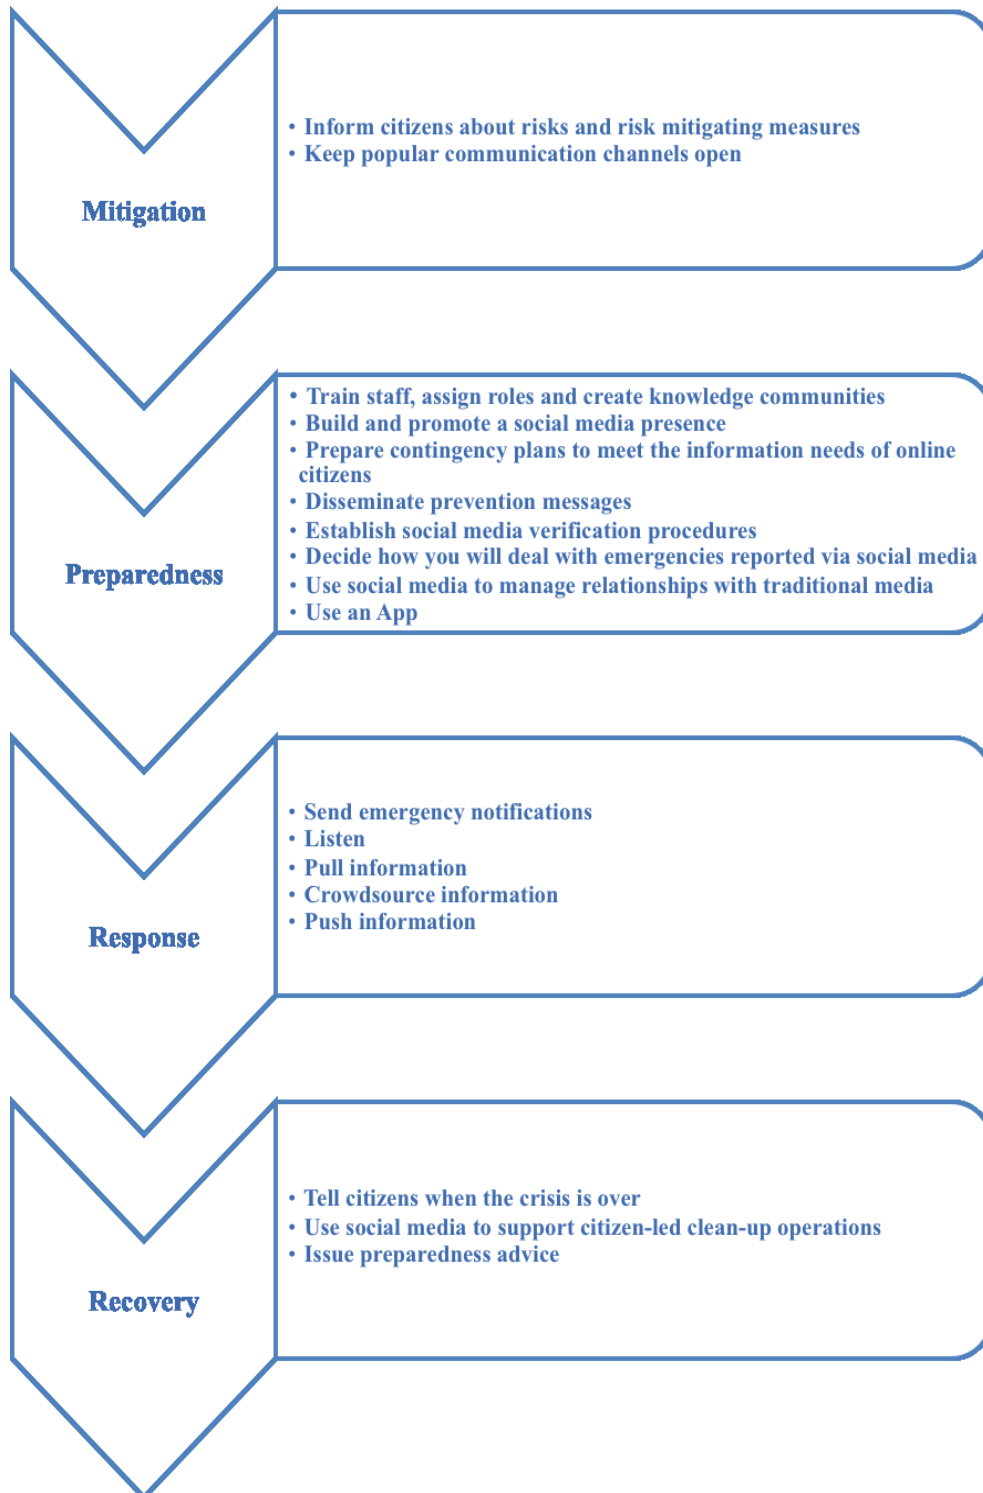 Mitigation
• Inform citizens about risks and risk mitigating measures
• Keep popular communication channels open
Preparedness
• Train staff, assign roles and create knowledge communities
• Build and promote a social media presence
• Prepare contingency plans to meet the information needs of online
citizens
• Disseminate prevention messages
• Establish social media verification procedures
• Decide how you will deal with emergencies reported via social media
• Use social media to manage relationships with traditional media
• Use an App
Response
• Send emergency notifications
• Listen
• Pull information
• Crowdsource information
• Push information
Recovery
• Tell citizens when the crisis is over
• Use social media to support citizen-led clean-up operations
• Issue preparedness advice